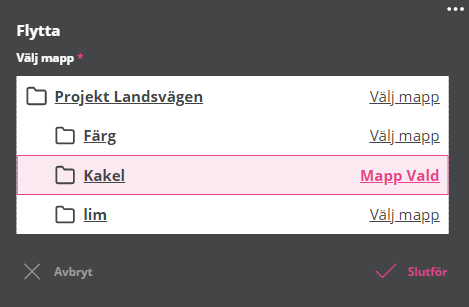 Flytta
Välj mapp *
Projekt Landsvägen Välj mapp
Färg Välj mapp
Kakel Mapp Vald
lim Välj mapp
Avbryt Slutför